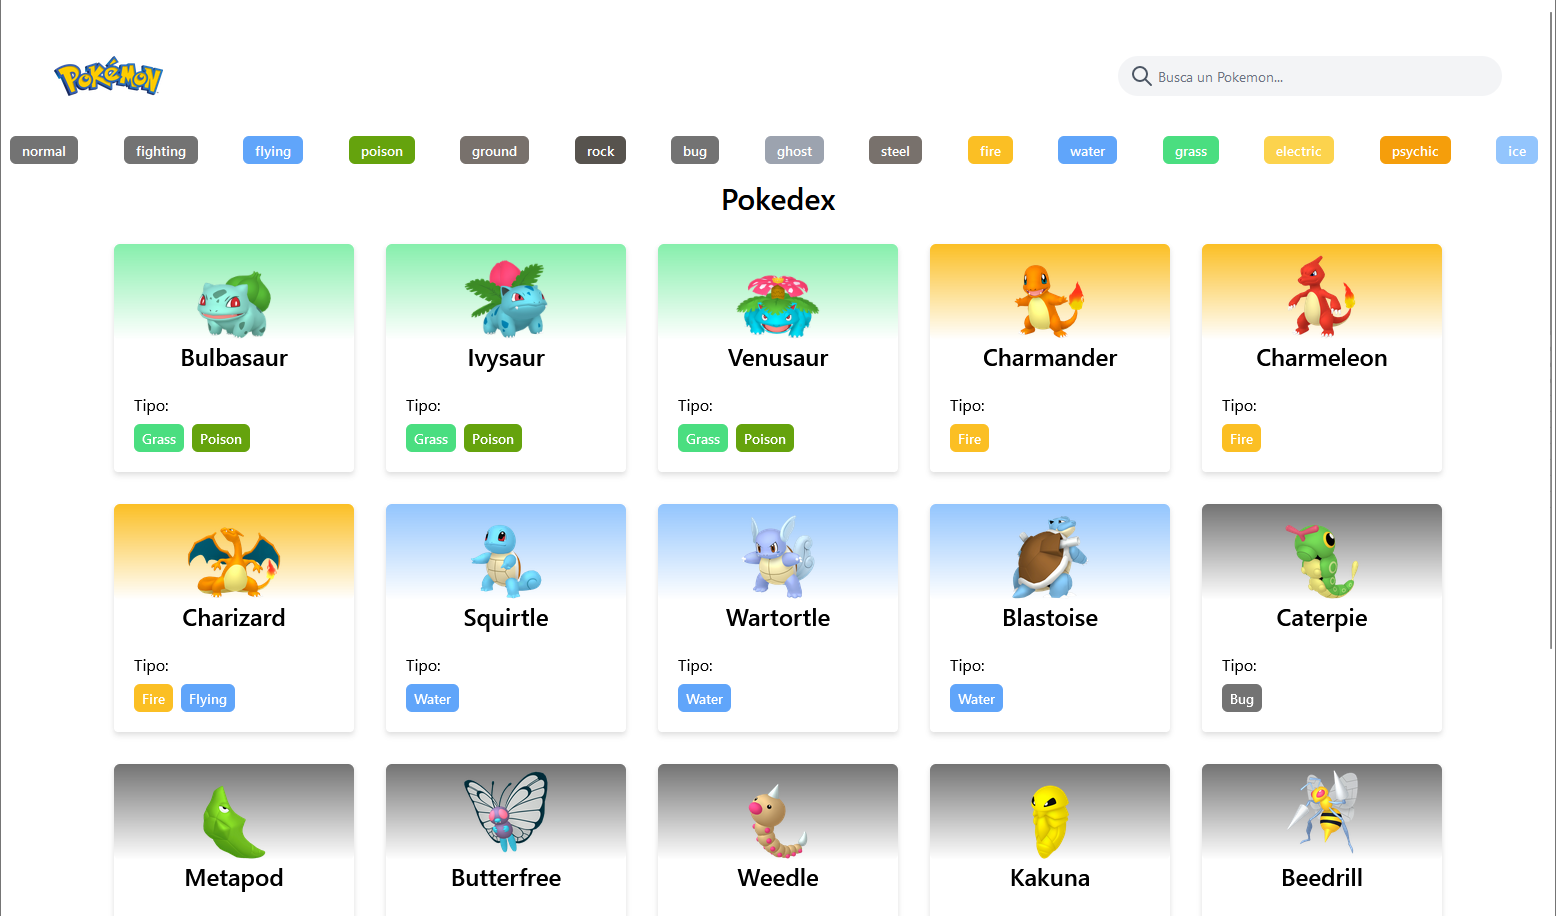 Pokémon
Busca un Pokemon...
normal fighting flying poison ground rock bug ghost steel fire water grass electric psychic ice
Pokedex
Bulbasaur Ivysaur Venusaur Charmander Charmeleon
Tipo: Tipo: Tipo: Tipo: Tipo:
Grass Poison Grass Poison Grass Poison Fire Fire
Charizard Squirtle Wartortle Blastoise Caterpie
Tipo: Tipo: Tipo: Tipo: Tipo:
Fire Flying Water Water Water Bug
Metapod Butterfree Weedle Kakuna Beedrill